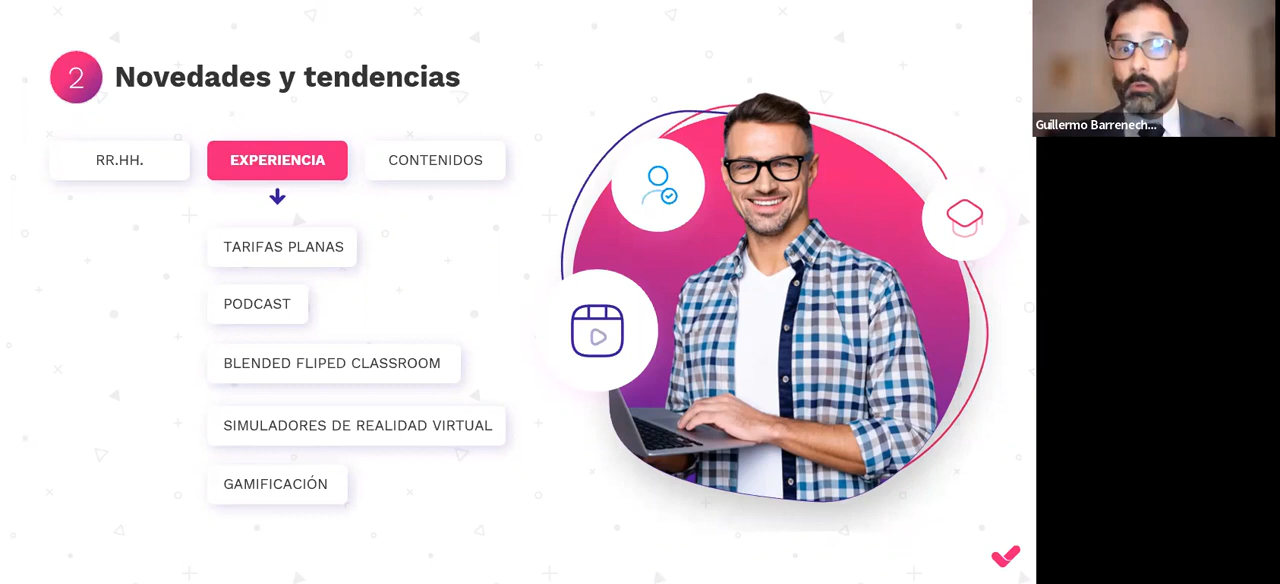 2
Novedades y tendencias
RR.HH.
EXPERIENCIA
CONTENIDOS
TARIFAS PLANAS
PODCAST
BLENDED FLIPED CLASSROOM
SIMULADORES DE REALIDAD VIRTUAL
GAMIFICACIÓN
Guillermo Barrenech...